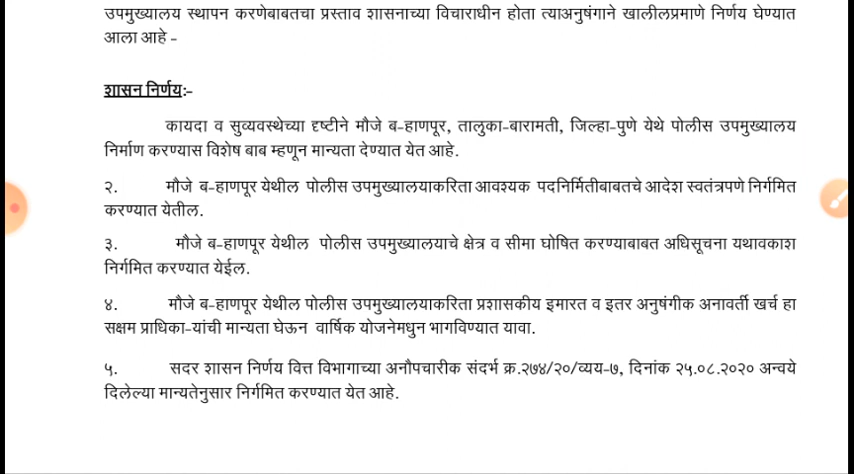 उपमुख्यालय स्थापन करणेबाबतचा प्रस्ताव शासनाच्या विचाराधीन होता त्याअनुषंगाने खालीलप्रमाणे निर्णय घेण्यात
आला आहे -
शासन निर्णय:-
कायदा व सुव्यवस्थेच्या दृष्टीने मौजे ब-हाणपूर, तालुका-बारामती, जिल्हा-पुणे येथे पोलीस उपमुख्यालय
निर्माण करण्यास विशेष बाब म्हणून मान्यता देण्यात येत आहे.
२. मौजे ब-हाणपूर येथील पोलीस उपमुख्यालयाकरिता आवश्यक पदनिर्मितीबाबतचे आदेश स्वतंत्रपणे निर्गमित
करण्यात येतील.
३. मौजे ब-हाणपूर येथील पोलीस उपमुख्यालयाचे क्षेत्र व सीमा घोषित करण्याबाबत अधिसूचना यथावकाश
निर्गमित करण्यात येईल.
४. मौजे ब-हाणपूर येथील पोलीस उपमुख्यालयाकरिता प्रशासकीय इमारत व इतर अनुषंगीक अनावर्ती खर्च हा
सक्षम प्राधिका-यांची मान्यता घेऊन वार्षिक योजनेमधुन भागविण्यात यावा.
५. सदर शासन निर्णय वित्त विभागाच्या अनौपचारीक संदर्भ क्र.२७४/२०/व्यय-७, दिनांक २५.०८.२०२० अन्वये
दिलेल्या मान्यतेनुसार निर्गमित करण्यात येत आहे.